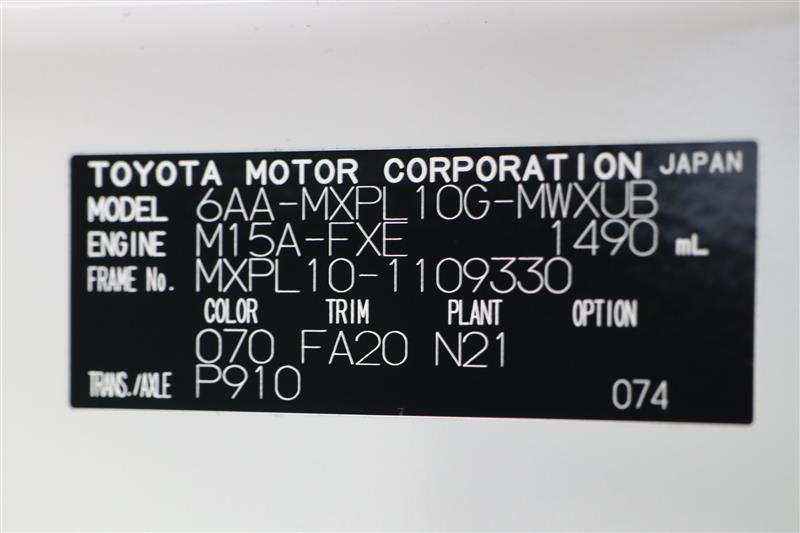 TOYOTA MOTOR CORPORATION JAPAN
MODEL 6AA-MXPL10G-MWXUB
ENGINE M15A-FXE 1490 mL
FRAME No. MXPL10-1109330
COLOR TRIM PLANT OPTION
070 FA20 N21
TRANS./AXLE P910 074